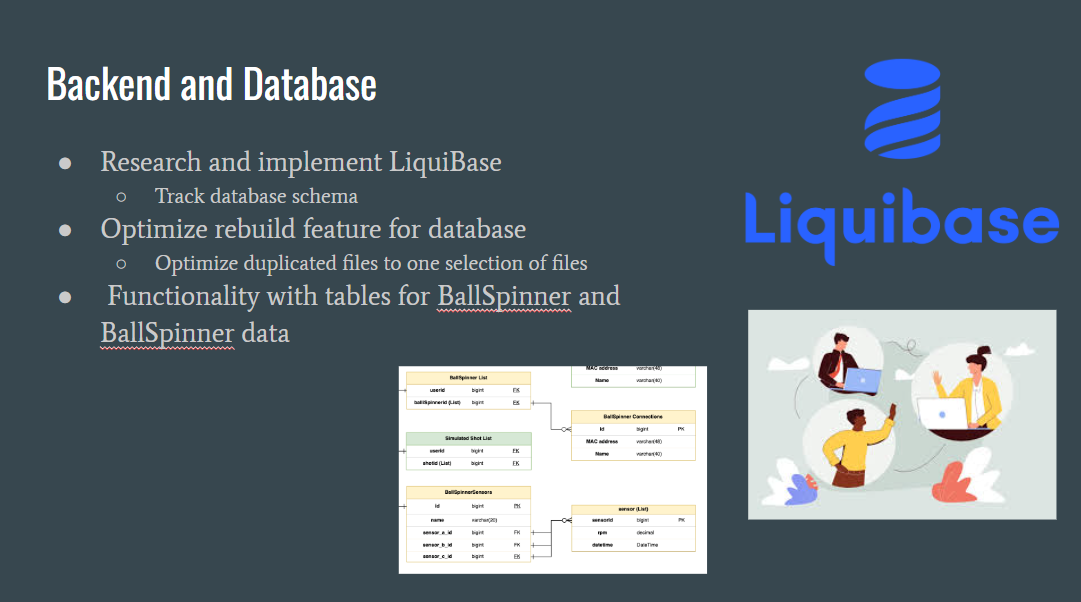 Backend and Database
Research and implement LiquiBase
Track database schema
Optimize rebuild feature for database
Optimize duplicated files to one selection of files
Functionality with tables for BallSpinner and
BallSpinner data
Liquibase
BallSpinner List
userid bigint FK
ballSpinnerId (List) bigint FK
Simulated Shot List
userid bigint FK
shotid (List) bigint FK
BallSpinnerSensors
id bigint PK
name varchar(20)
sensor_a_id bigint FK
sensor_b_id bigint FK
sensor_c_id bigint FK
MAC address varchar(48)
Name varchar(40)
BallSpinner Connections
id bigint PK
MAC address varchar(48)
Name varchar(40)
sensor (List)
sensorId bigint PK
rpm decimal
datetime DateTime